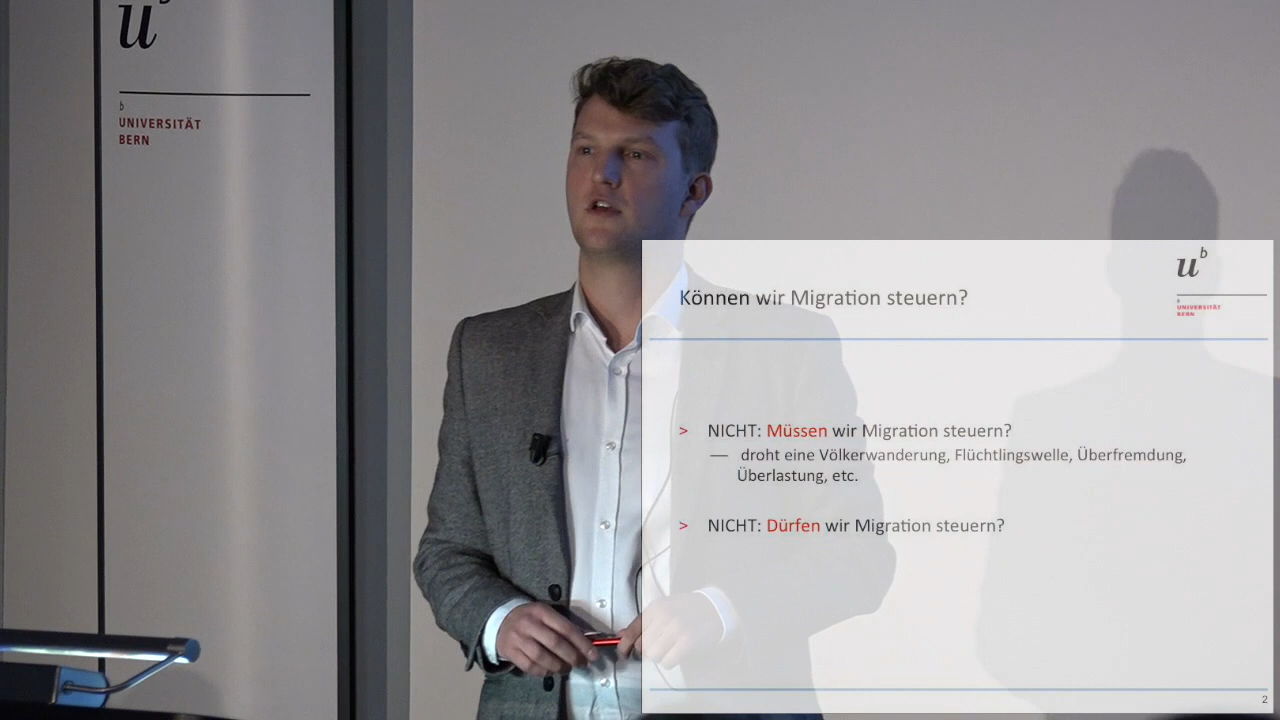 u
b
UNIVERSITÄT
BERN
u b
Können wir Migration steuern?
b
UNIVERSITÄT
BERN
> NICHT: Müssen wir Migration steuern?
— droht eine Völkerwanderung, Flüchtlingswelle, Überfremdung,
Überlastung, etc.
> NICHT: Dürfen wir Migration steuern?
2